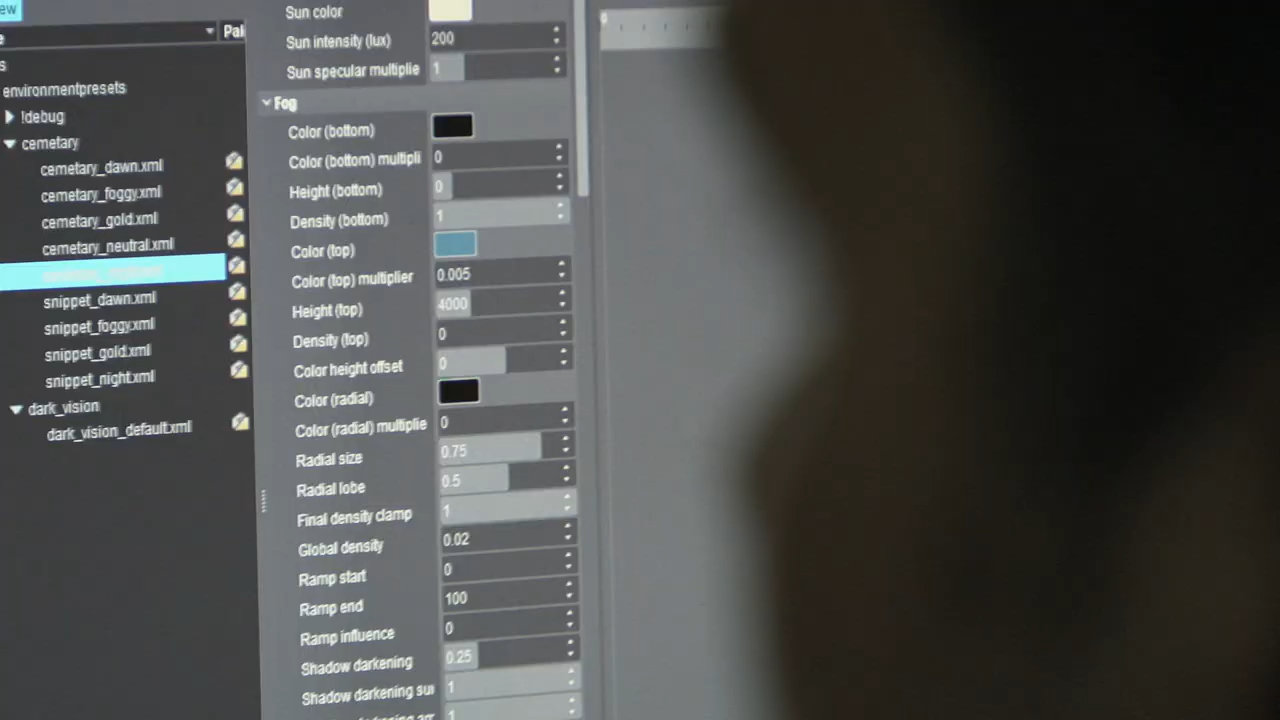 ew
e
Pal
s
environmentpresets
!debug
cemetary
cemetary_dawn.xml
cemetary_foggy.xml
cemetary_gold.xml
cemetary_neutral.xml
snippet_dawn.xml
snippet_foggy.xml
snippet_gold.xml
snippet_night.xml
dark_vision
dark_vision_default.xml
Sun color
Sun intensity (lux) 200
Sun specular multiplie 1
Fog
Color (bottom)
Color (bottom) multipli 0
Height (bottom) 0
Density (bottom) 1
Color (top)
Color (top) multiplier 0.005
Height (top) 4000
Density (top) 0
Color height offset 0
Color (radial)
Color (radial) multiplie 0
Radial size 0.75
Radial lobe 0.5
Final density clamp 1
Global density 0.02
Ramp start 0
Ramp end 100
Ramp influence 0
Shadow darkening 0.25
Shadow darkening su 1
1